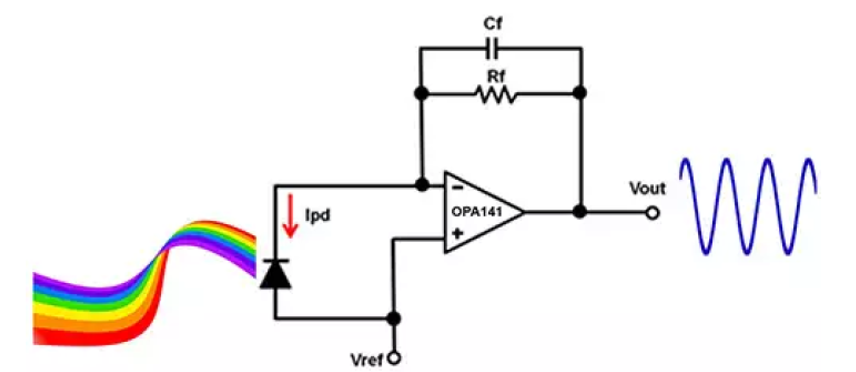 Cf
Rf
Vout
OPA141
Ipd
Vref
−
+